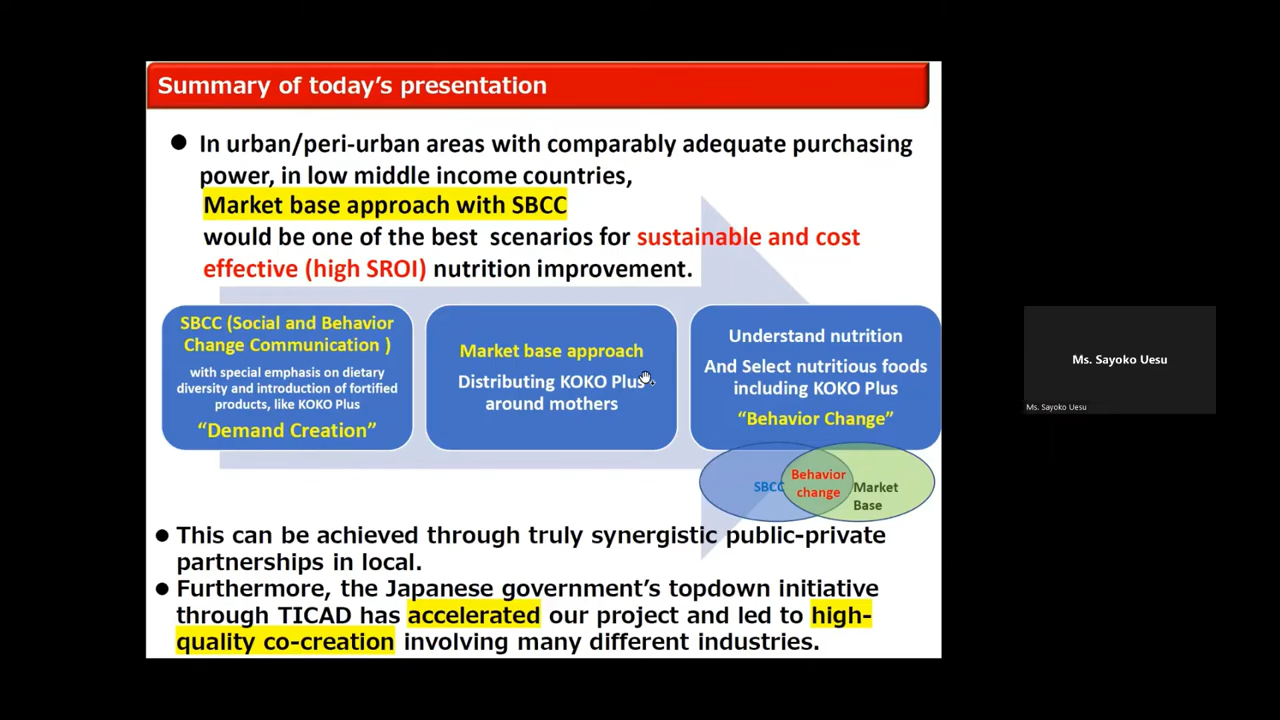 Summary of today's presentation
● In urban/peri-urban areas with comparably adequate purchasing
power, in low middle income countries,
Market base approach with SBCC
would be one of the best scenarios for sustainable and cost
effective (high SROI) nutrition improvement.
SBCC (Social and Behavior
Change Communication )
with special emphasis on dietary
diversity and introduction of fortified
products, like KOKO Plus
“Demand Creation”
Market base approach
Distributing KOKO Plus
around mothers
Understand nutrition
And Select nutritious foods
including KOKO Plus
“Behavior Change”
SBCC
Behavior
change
Market
Base
● This can be achieved through truly synergistic public-private
partnerships in local.
● Furthermore, the Japanese government's topdown initiative
through TICAD has accelerated our project and led to high-
quality co-creation involving many different industries.
Ms. Sayoko Uesu
Ms. Sayoko Uesu